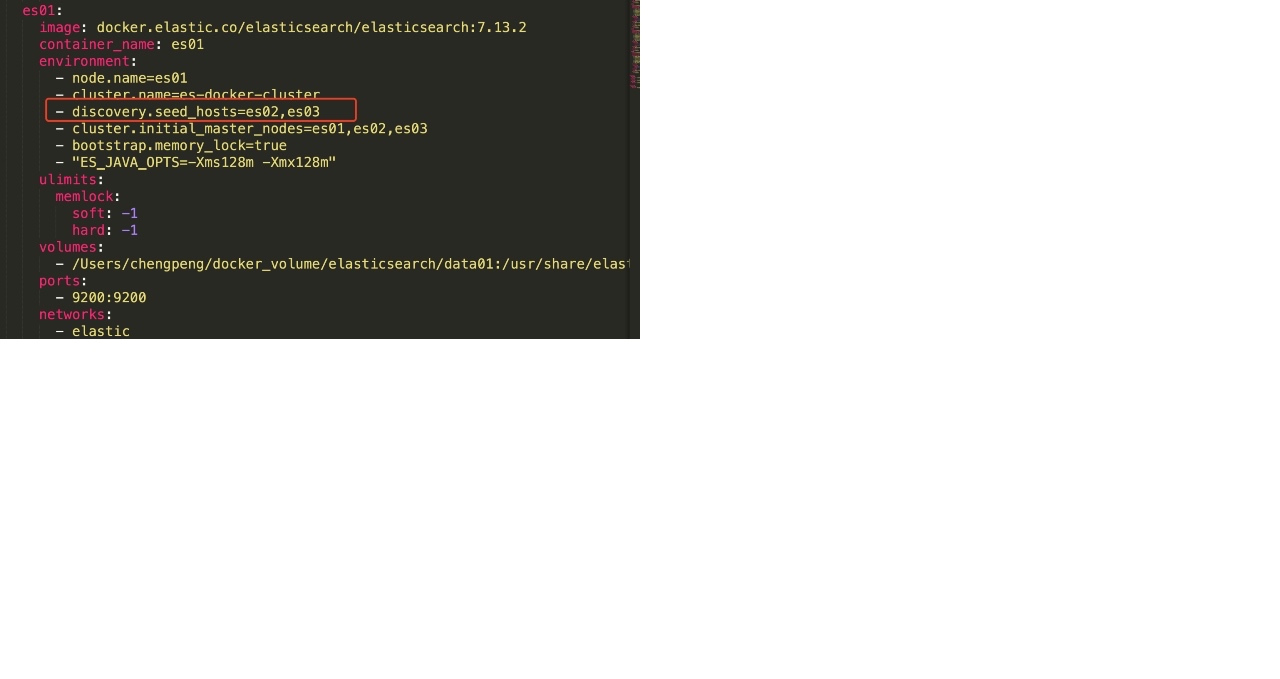 es01:
image: docker.elastic.co/elasticsearch/elasticsearch:7.13.2
container_name: es01
environment:
- node.name=es01
- cluster.name=es-docker-cluster
- discovery.seed_hosts=es02,es03
- cluster.initial_master_nodes=es01,es02,es03
- bootstrap.memory_lock=true
- "ES_JAVA_OPTS=-Xms128m -Xmx128m"
ulimits:
memlock:
soft: -1
hard: -1
volumes:
- /Users/chengpeng/docker_volume/elasticsearch/data01:/usr/share/elast
ports:
- 9200:9200
networks:
- elastic